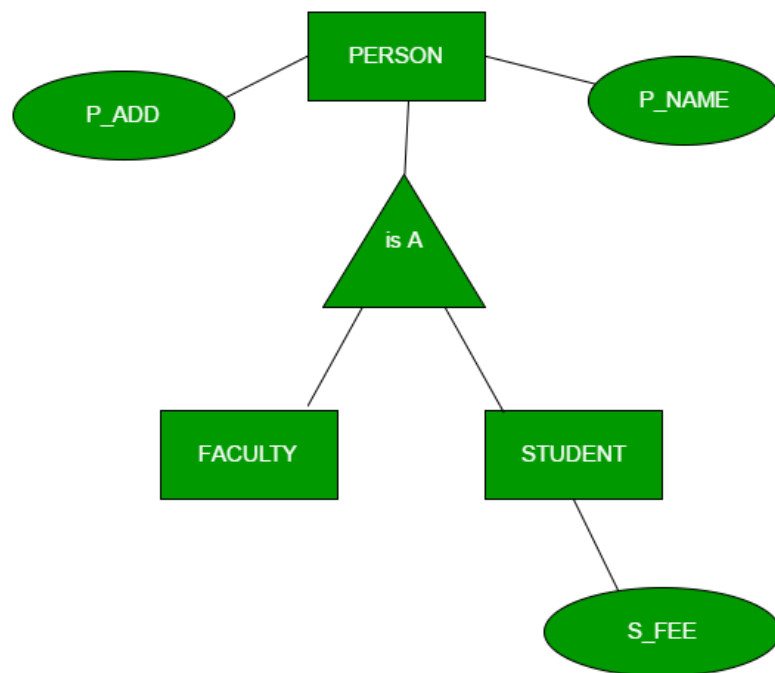 PERSON
P_ADD
P_NAME
is A
FACULTY
STUDENT
S_FEE